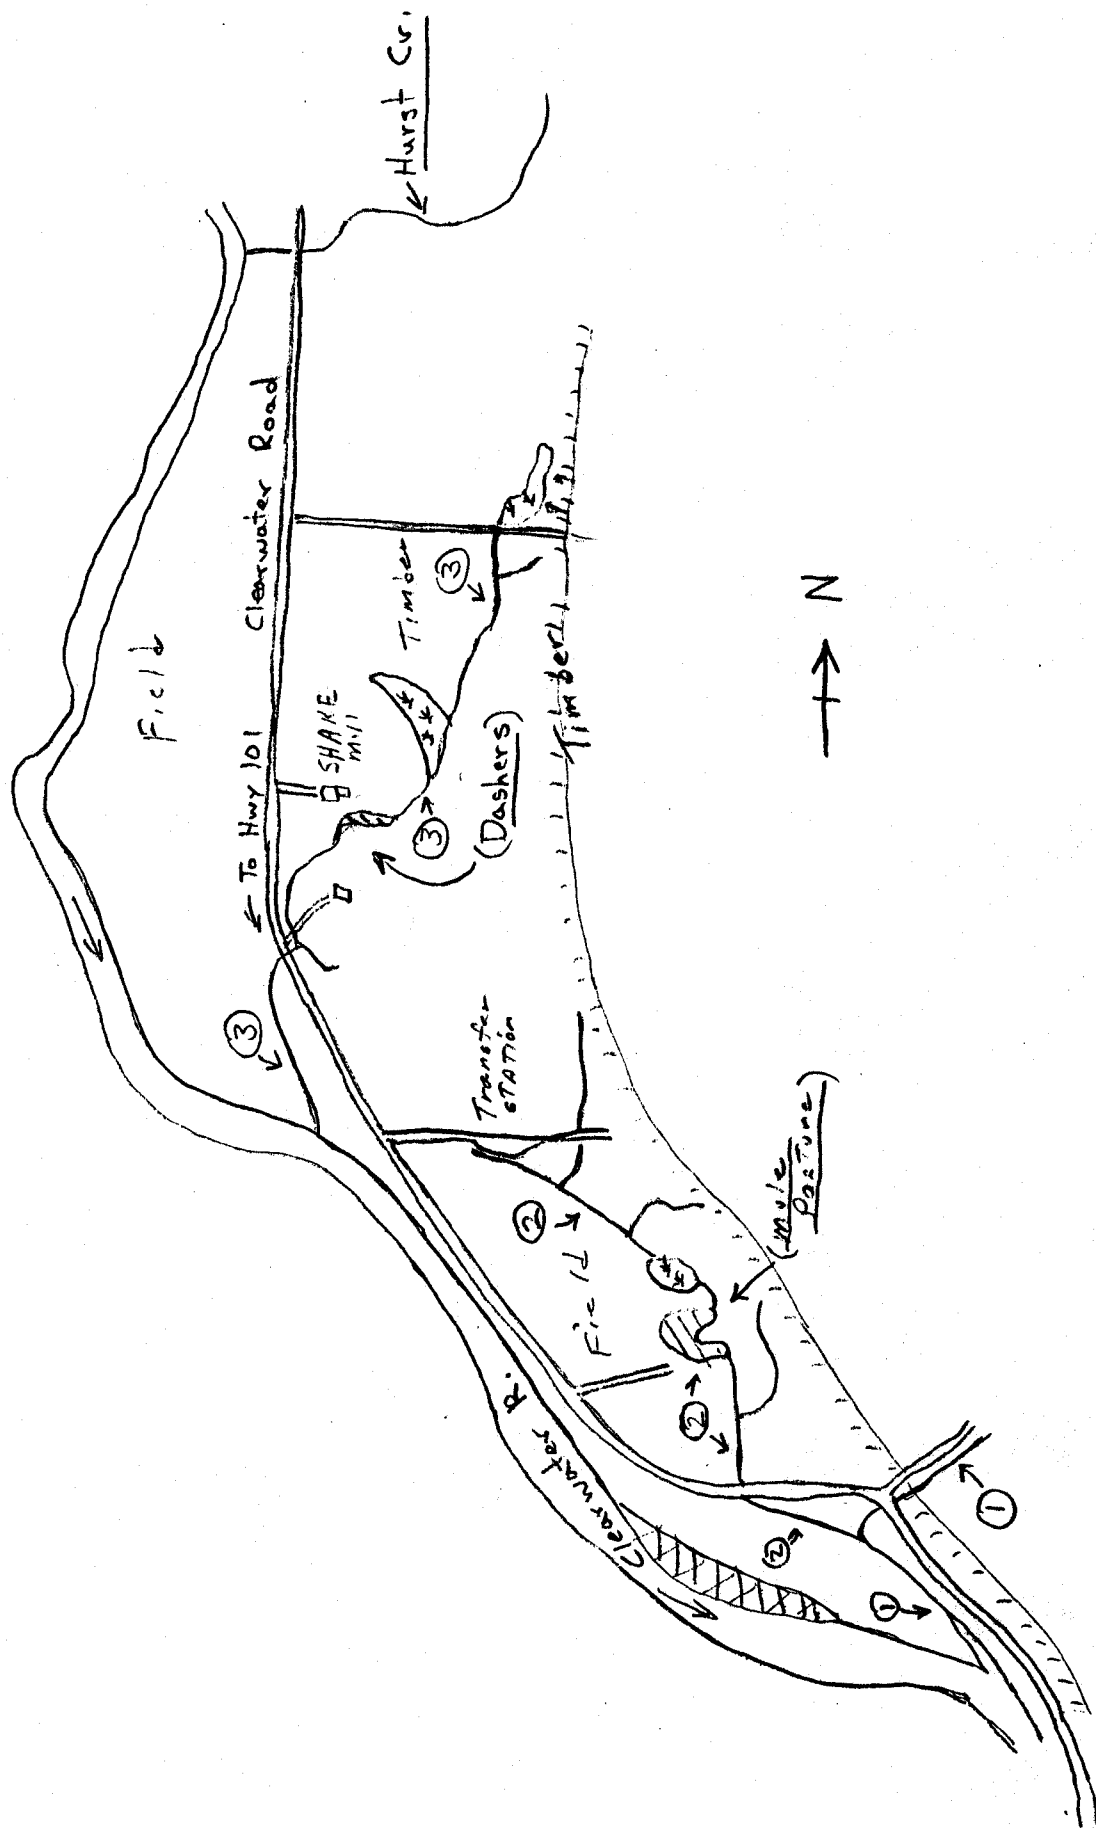 Hurst Cr.
Clearwater Road
← To Hwy 101
Field
SHAKE
Mill
Timber
3
3
(Dashers)
Timber
N
3
Transfer
STATION
2
Field
(Mule
Pasture)
2
Clearwater R.
2
1
1